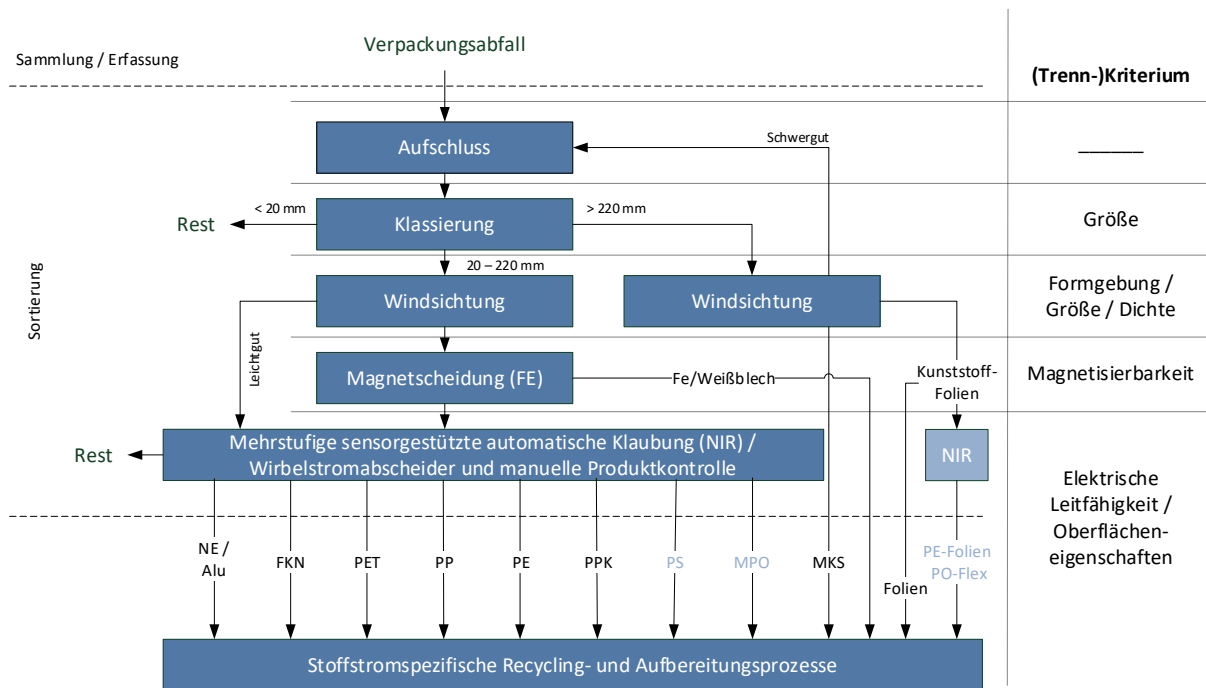 Verpackungsabfall
Sammlung / Erfassung
(Trenn-)Kriterium
Aufschluss
Schwergut
______
< 20 mm
> 220 mm
Rest
Klassierung
Größe
20 – 220 mm
Sortierung
Windsichtung
Windsichtung
Formgebung /
Größe / Dichte
Leichtgut
Magnetscheidung (FE)
Fe/Weißblech
Kunststoff-
Folien
Magnetisierbarkeit
Rest
Mehrstufige sensorgestützte automatische Klaubung (NIR) /
Wirbelstromabscheider und manuelle Produktkontrolle
NIR
Elektrische
Leitfähigkeit /
Oberflächen-
eigenschaften
NE /
Alu
FKN
PET
PP
PE
PPK
PS
MPO
MKS
Folien
PE-Folien
PO-Flex
Stoffstromspezifische Recycling- und Aufbereitungsprozesse